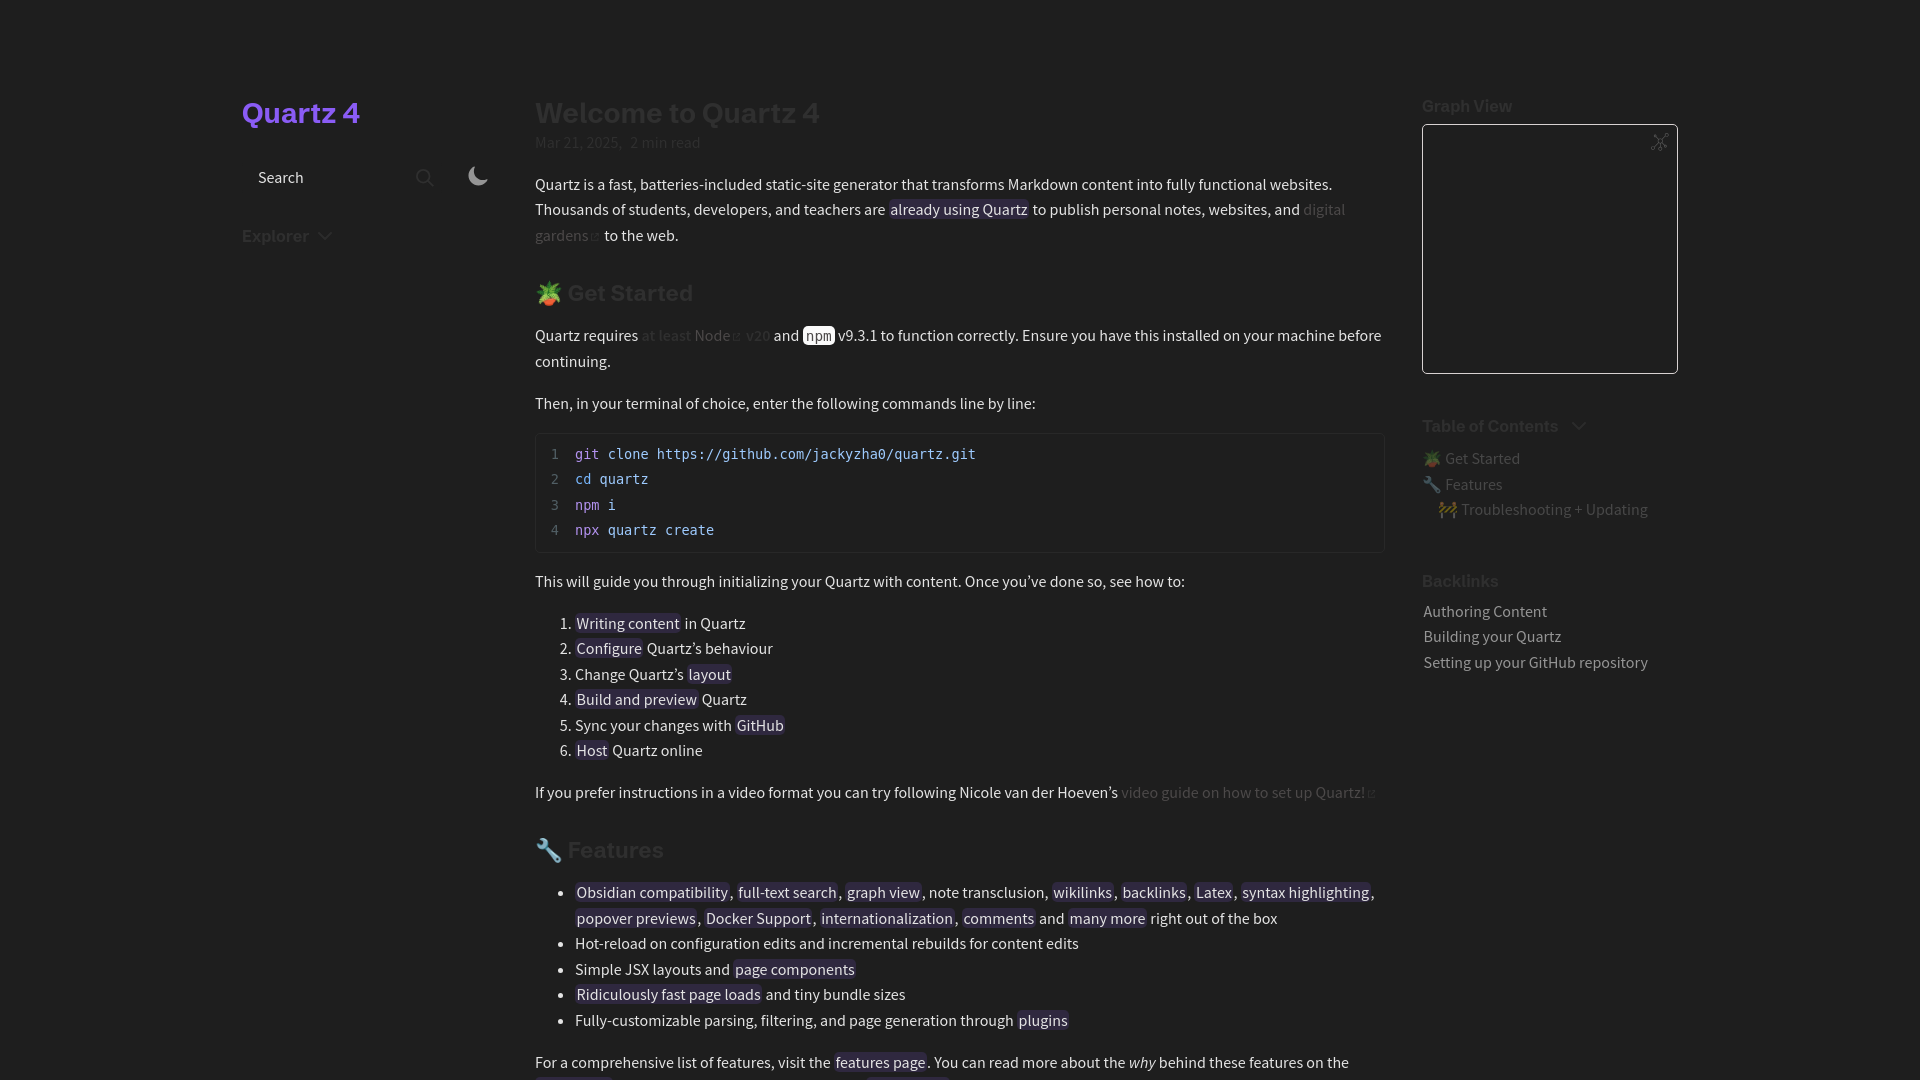 Quartz 4
Search
Explorer
Welcome to Quartz 4
Mar 21, 2025, 2 min read
Quartz is a fast, batteries-included static-site generator that transforms Markdown content into fully functional websites.
Thousands of students, developers, and teachers are already using Quartz to publish personal notes, websites, and digital
gardens to the web.
🪴 Get Started
Quartz requires at least Node v20 and npm v9.3.1 to function correctly. Ensure you have this installed on your machine before
continuing.
Then, in your terminal of choice, enter the following commands line by line:
1 git clone https://github.com/jackyzha0/quartz.git
2 cd quartz
3 npm i
4 npx quartz create
This will guide you through initializing your Quartz with content. Once you’ve done so, see how to:
1. Writing content in Quartz
2. Configure Quartz’s behaviour
3. Change Quartz’s layout
4. Build and preview Quartz
5. Sync your changes with GitHub
6. Host Quartz online
If you prefer instructions in a video format you can try following Nicole van der Hoeven’s video guide on how to set up Quartz!
🔧 Features
• Obsidian compatibility, full-text search, graph view, note transclusion, wikilinks, backlinks, Latex, syntax highlighting,
popover previews, Docker Support, internationalization, comments and many more right out of the box
• Hot-reload on configuration edits and incremental rebuilds for content edits
• Simple JSX layouts and page components
• Ridiculously fast page loads and tiny bundle sizes
• Fully-customizable parsing, filtering, and page generation through plugins
For a comprehensive list of features, visit the features page. You can read more about the why behind these features on the
Graph View
Table of Contents
🪴 Get Started
🔧 Features
🚧 Troubleshooting + Updating
Backlinks
Authoring Content
Building your Quartz
Setting up your GitHub repository